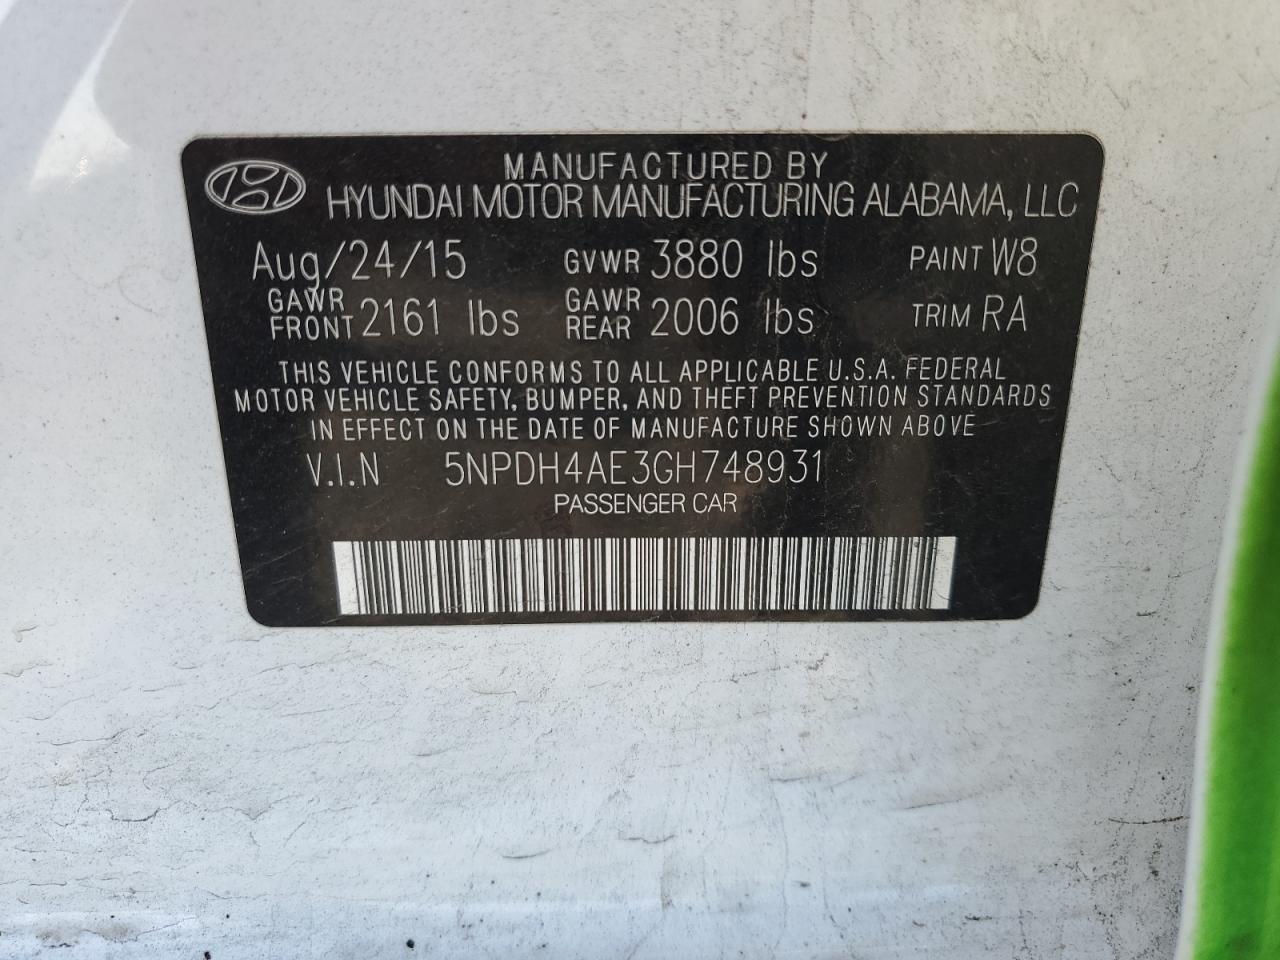 MANUFACTURED BY
HYUNDAI MOTOR MANUFACTURING ALABAMA, LLC
Aug/24/15 GVWR 3880 lbs PAINT W8
GAWR FRONT 2161 lbs GAWR REAR 2006 lbs TRIM RA
THIS VEHICLE CONFORMS TO ALL APPLICABLE U.S.A. FEDERAL
MOTOR VEHICLE SAFETY, BUMPER, AND THEFT PREVENTION STANDARDS
IN EFFECT ON THE DATE OF MANUFACTURE SHOWN ABOVE
V.I.N 5NPDH4AE3GH748931
PASSENGER CAR